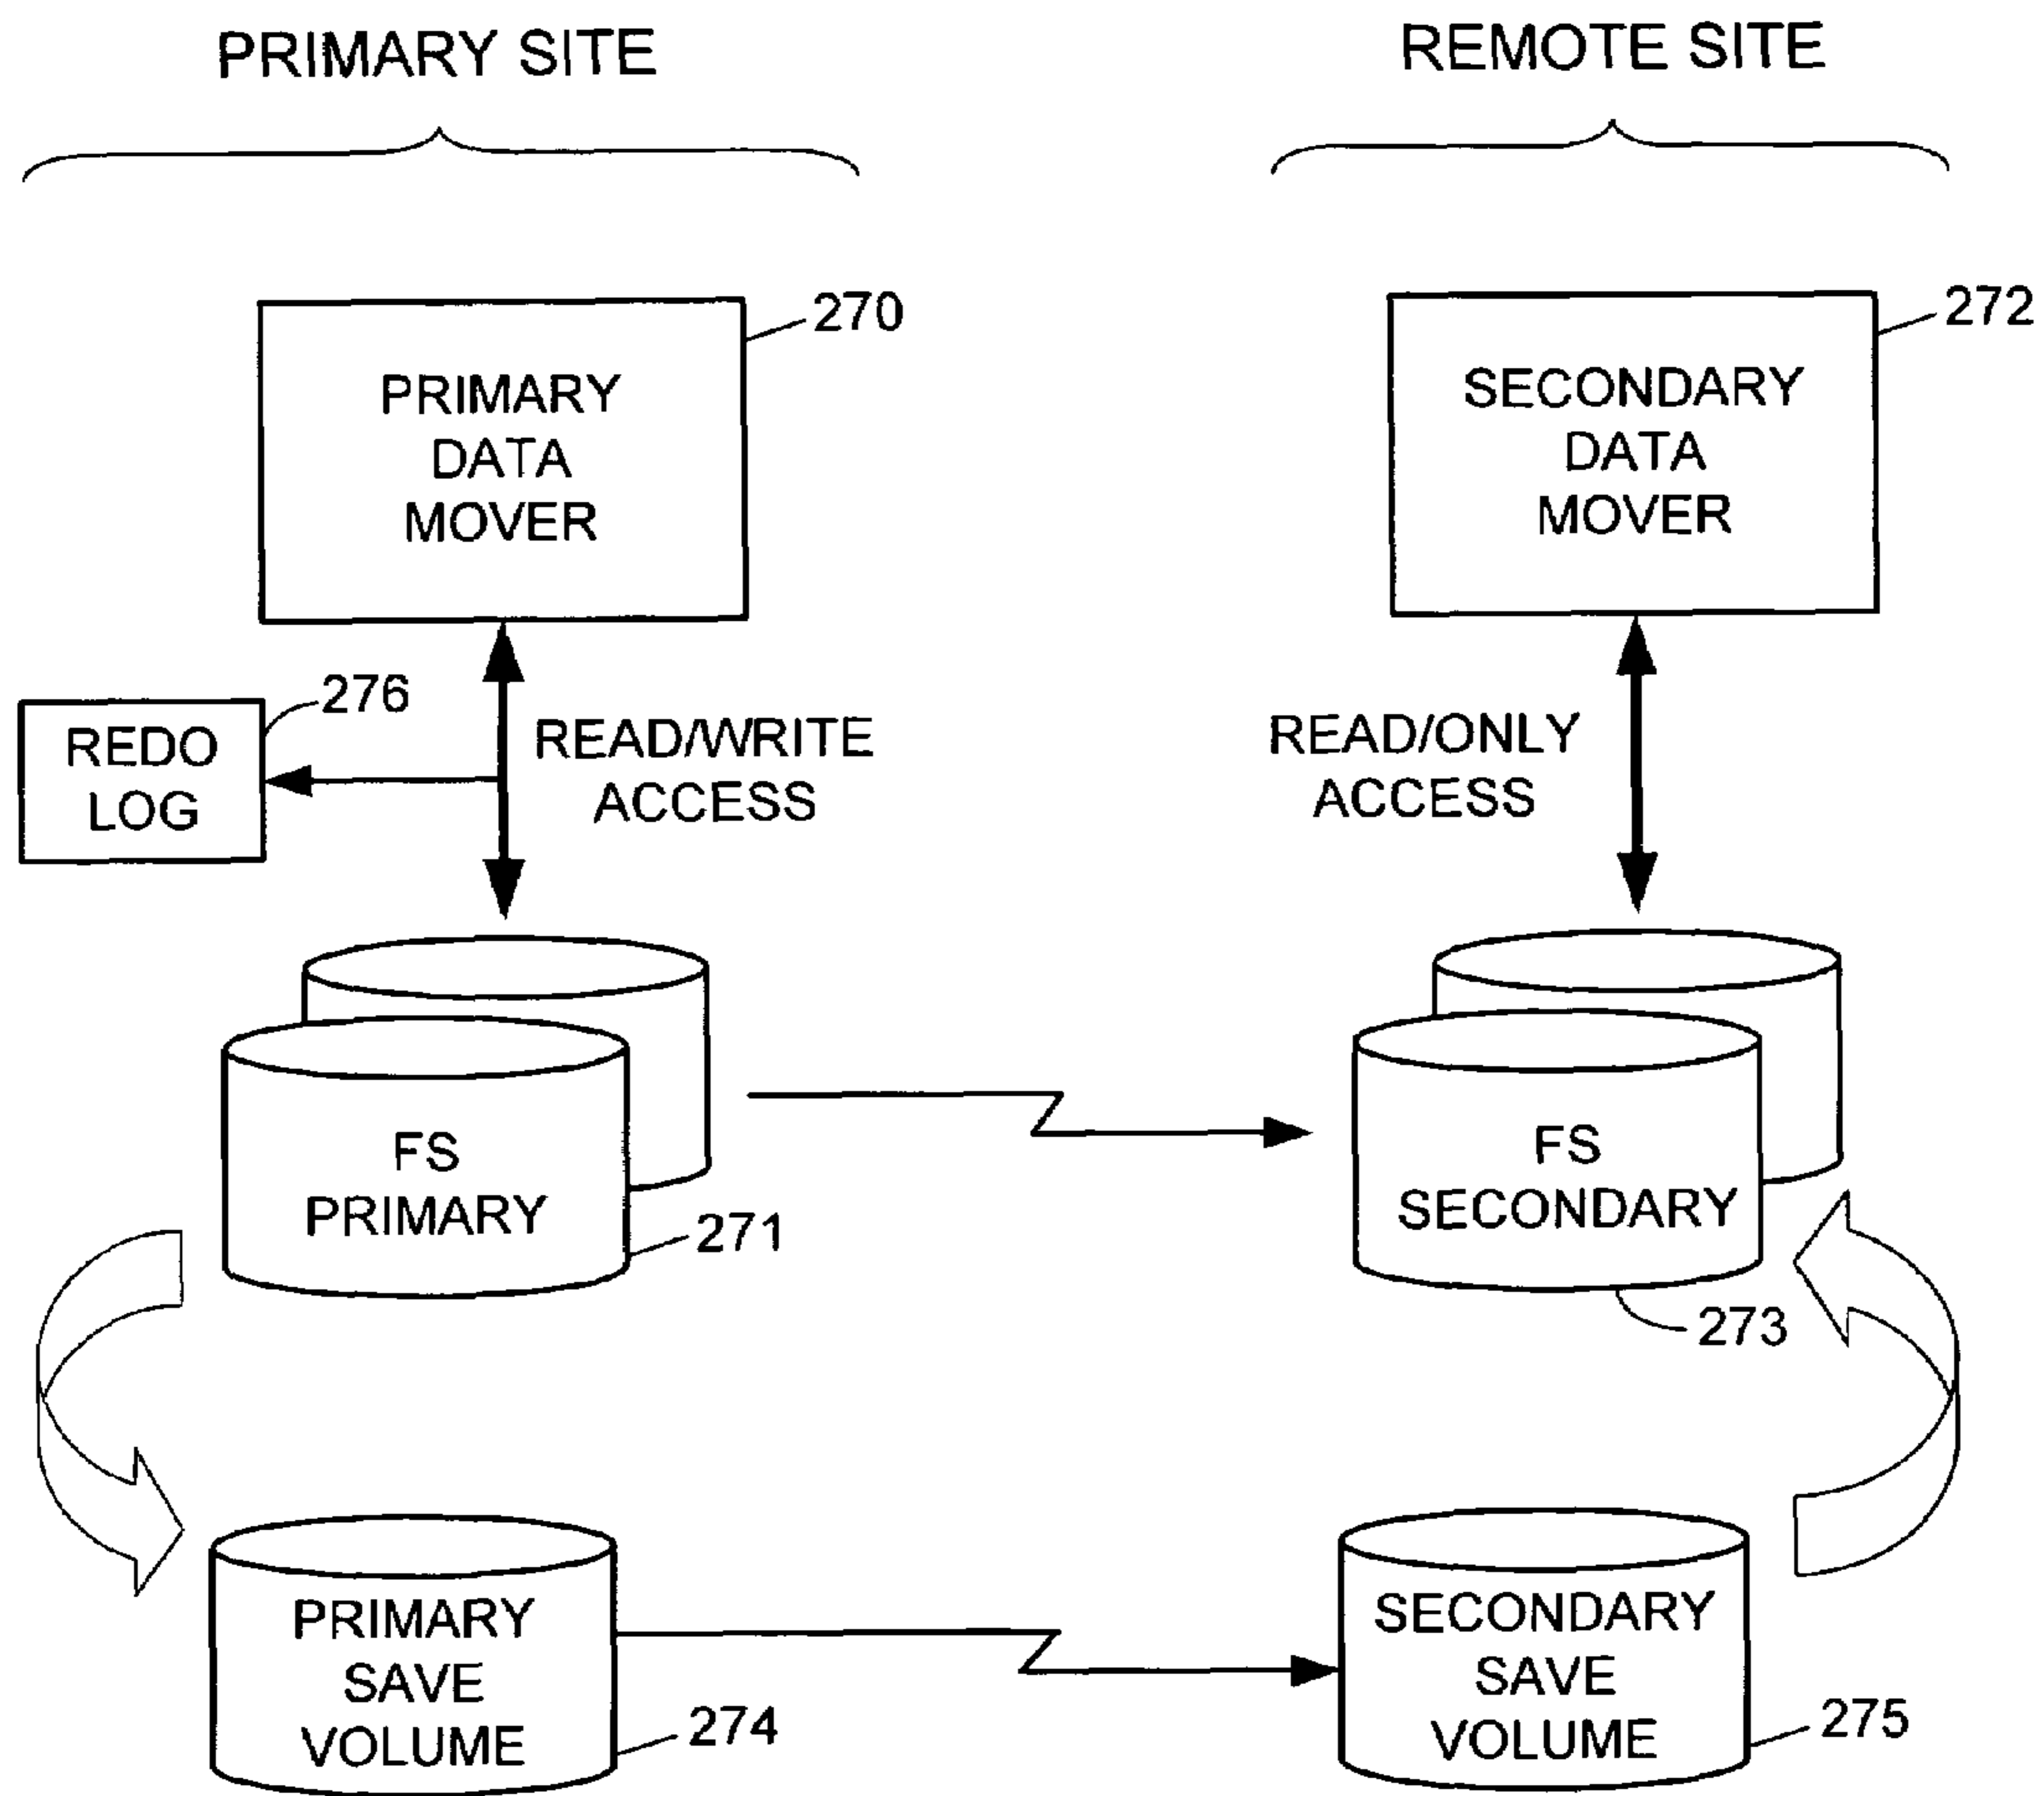 PRIMARY SITE
REMOTE SITE
270
PRIMARY
DATA
MOVER
272
SECONDARY
DATA
MOVER
276
REDO
LOG
READ/WRITE
ACCESS
READ/ONLY
ACCESS
FS
PRIMARY
271
FS
SECONDARY
273
PRIMARY
SAVE
VOLUME
274
SECONDARY
SAVE
VOLUME
275